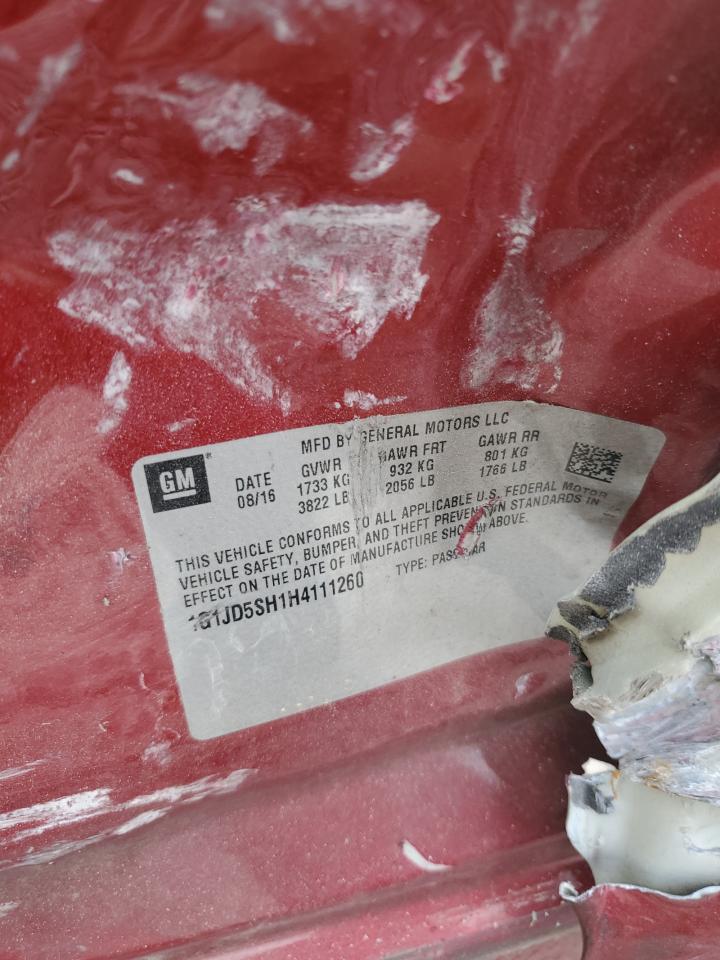 GM
MFD BY GENERAL MOTORS LLC
DATE GVWR GAWR FRT GAWR RR
08/16 1733 KG 932 KG 801 KG
3822 LB 2056 LB 1766 LB
THIS VEHICLE CONFORMS TO ALL APPLICABLE U.S. FEDERAL MOTOR
VEHICLE SAFETY, BUMPER, AND THEFT PREVENTION STANDARDS IN
EFFECT ON THE DATE OF MANUFACTURE SHOWN ABOVE.
1G1JD5SH1H4111260 TYPE: PASS CAR